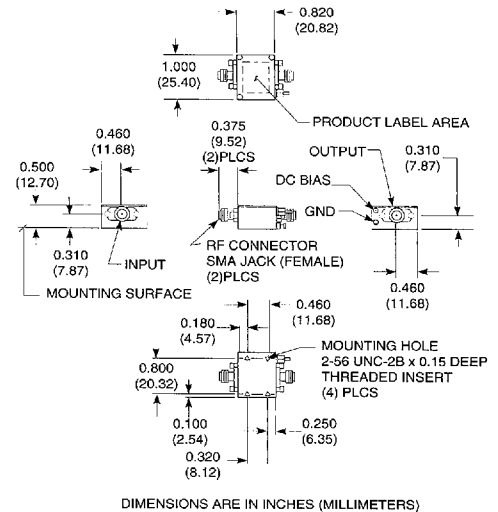 0.820
(20.82)
1.000
(25.40)
PRODUCT LABEL AREA
0.375
(9.52)
(2)PLCS
0.460
(11.68)
0.500
(12.70)
0.310
(7.87)
INPUT
MOUNTING SURFACE
RF CONNECTOR
SMA JACK (FEMALE)
(2)PLCS
OUTPUT
DC BIAS
GND
0.310
(7.87)
0.460
(11.68)
0.460
(11.68)
0.180
(4.57)
MOUNTING HOLE
2-56 UNC-2B x 0.15 DEEP
THREADED INSERT
(4) PLCS
0.800
(20.32)
0.100
(2.54)
0.250
(6.35)
0.320
(8.12)
DIMENSIONS ARE IN INCHES (MILLIMETERS)